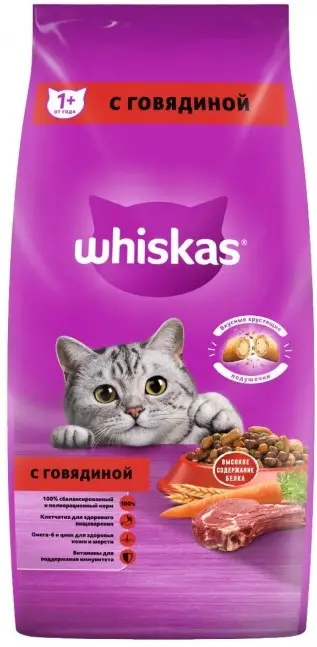 1+
ОТ ГОДА
С ГОВЯДИНОЙ
whiskas®
Вкусные хрустящие
подушечки
С ГОВЯДИНОЙ
ВЫСОКОЕ
СОДЕРЖАНИЕ
БЕЛКА
100% сбалансированный
и полнорационный корм
100%
Клетчатка для здорового
пищеварения
Омега-6 и цинк для здоровья
кожи и шерсти
Витамины для
поддержания иммунитета